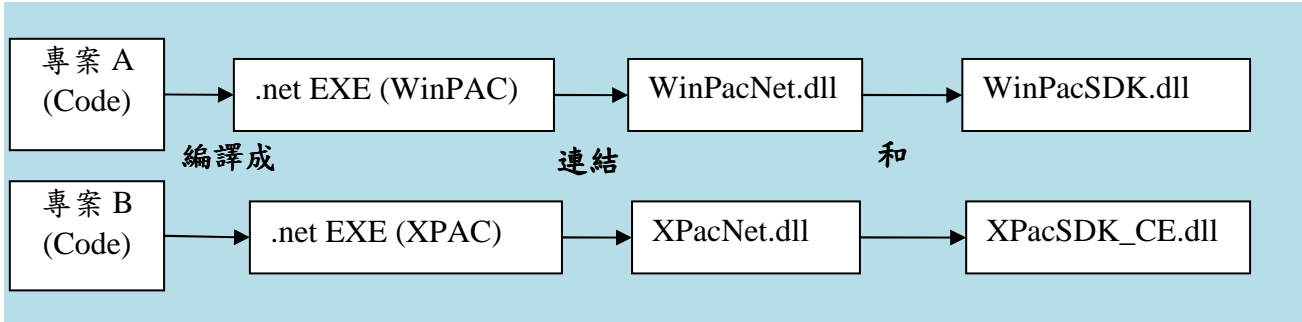 專案 A
(Code)
.net EXE (WinPAC)
WinPacNet.dll
WinPacSDK.dll
編譯成
連結
和
專案 B
(Code)
.net EXE (XPAC)
XPacNet.dll
XPacSDK_CE.dll